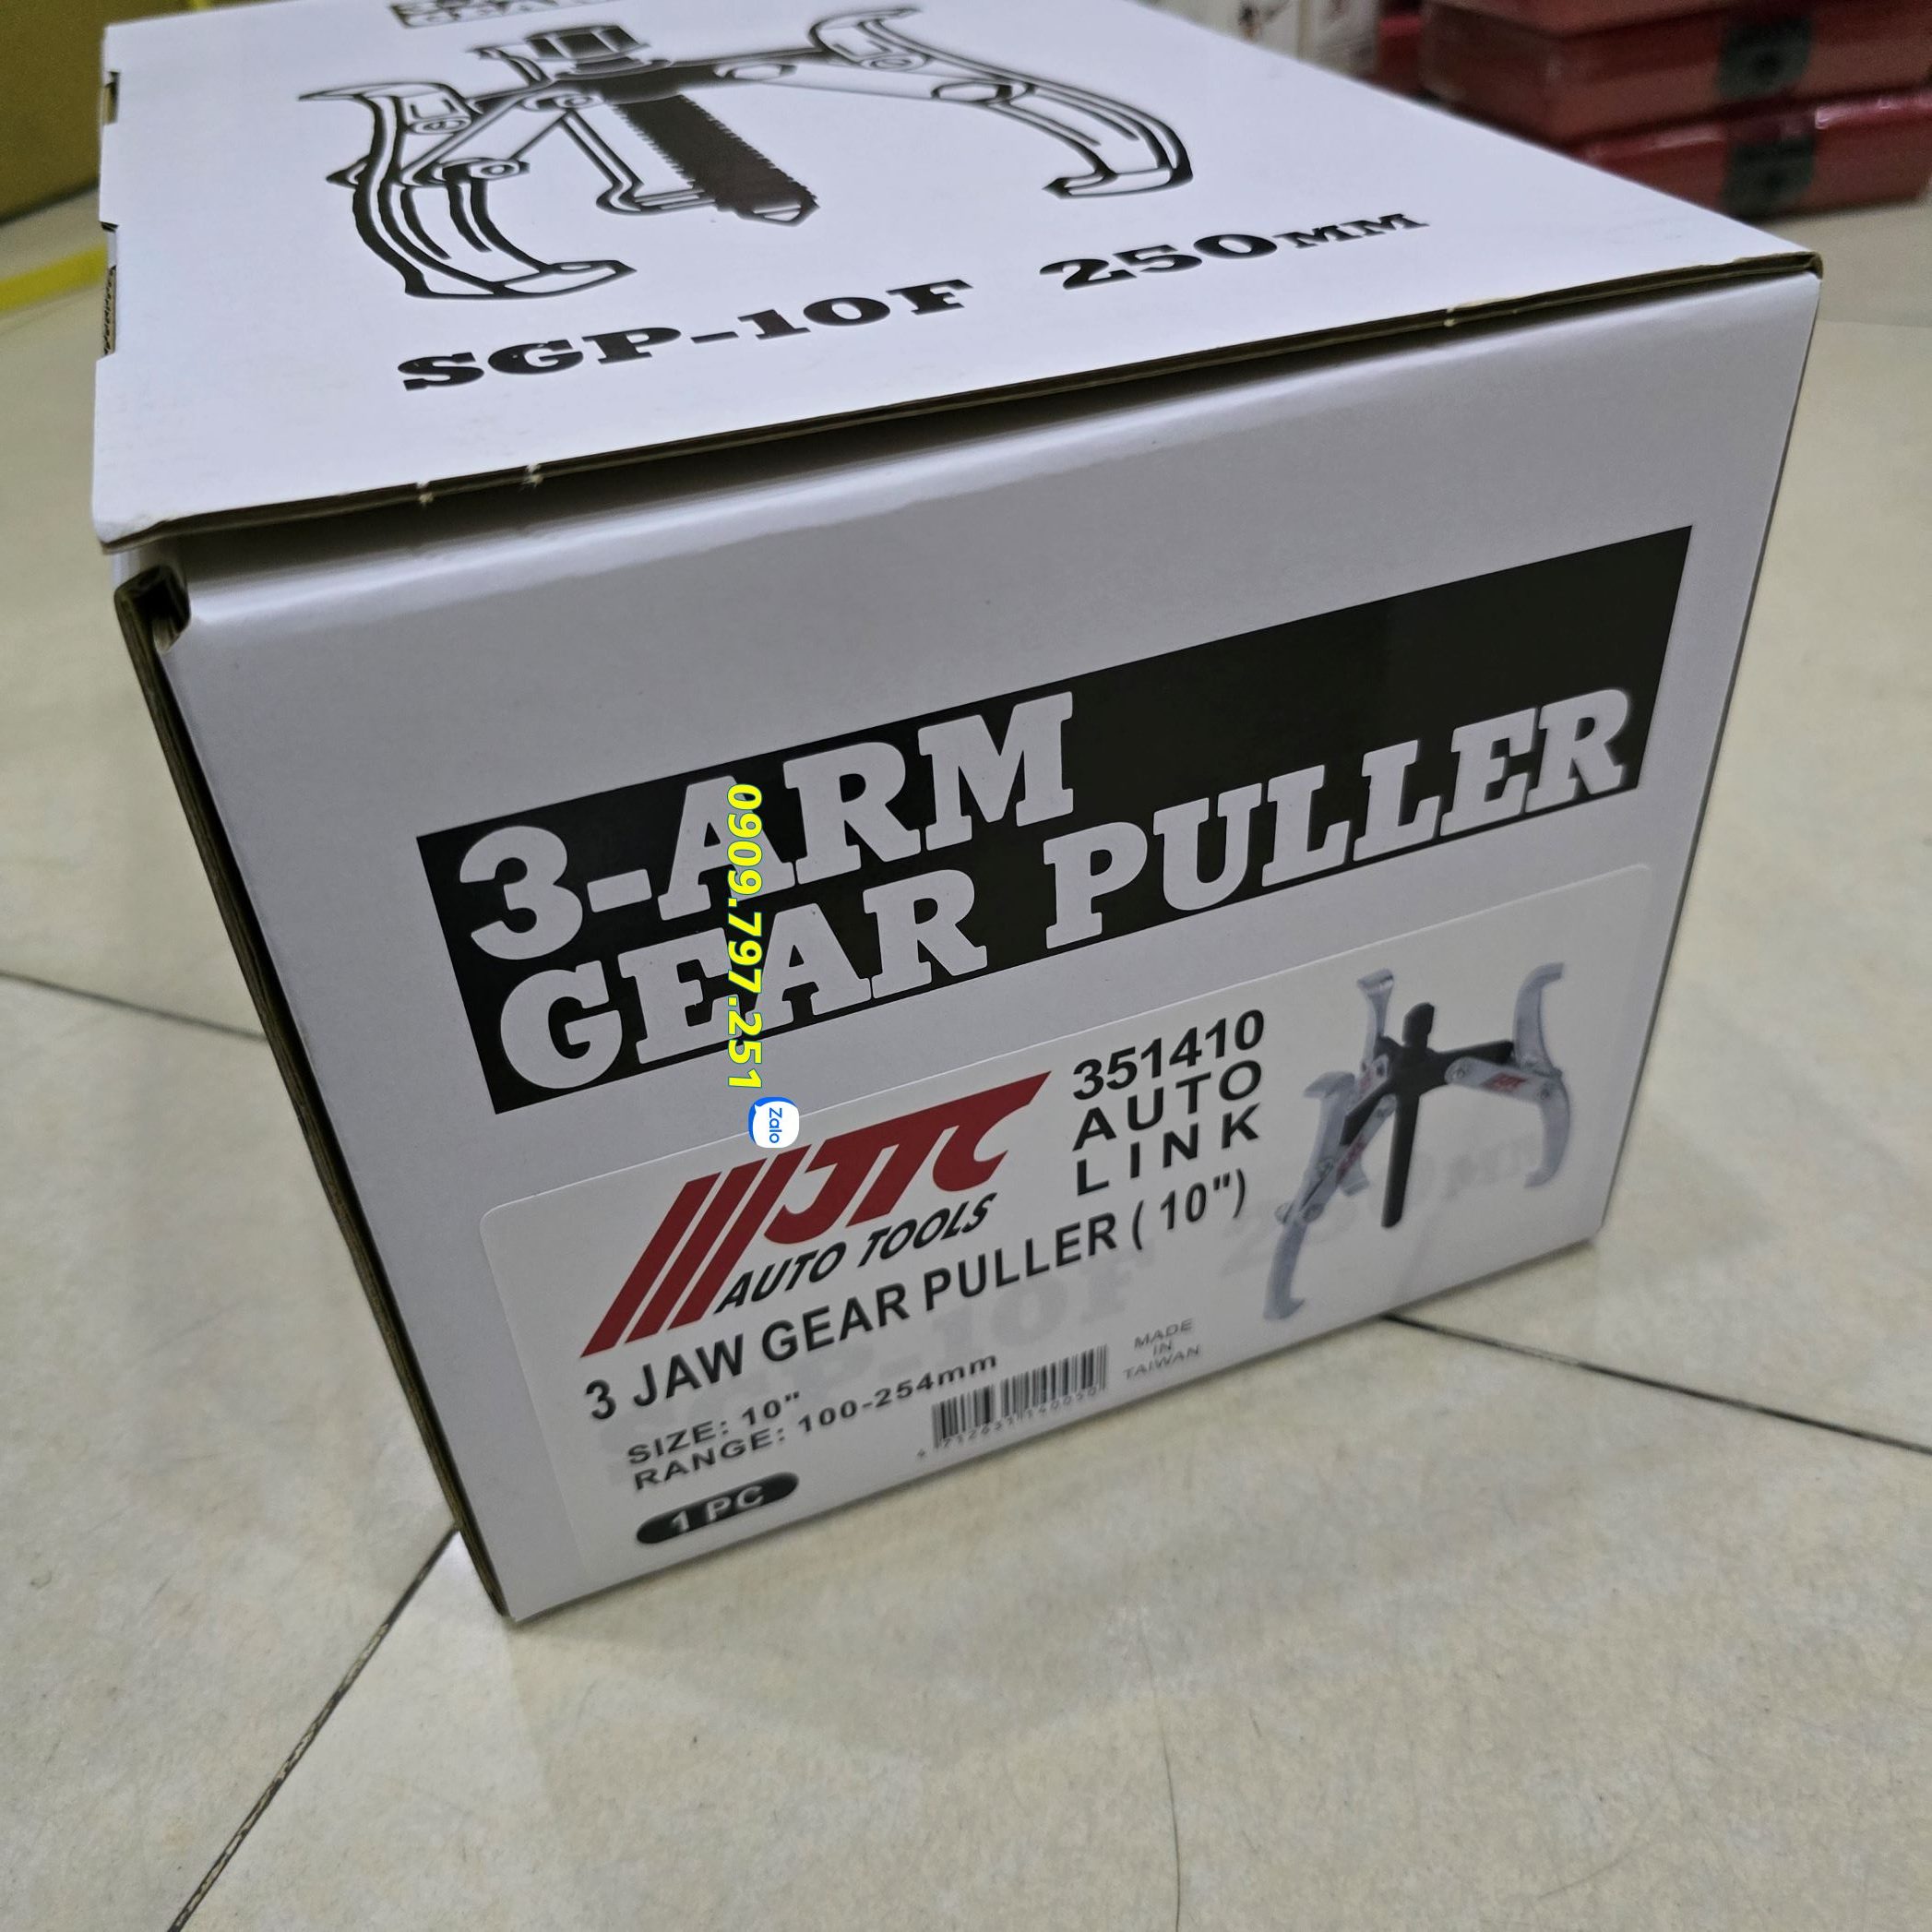 SGP-10F 250MM
3-ARM
GEAR PULLER
0909.797.251
Zalo
JTC
AUTO TOOLS
351410
AUTO
LINK
3 JAW GEAR PULLER ( 10")
SIZE: 10"
RANGE: 100-254mm
MADE
IN
TAIWAN
1 PC